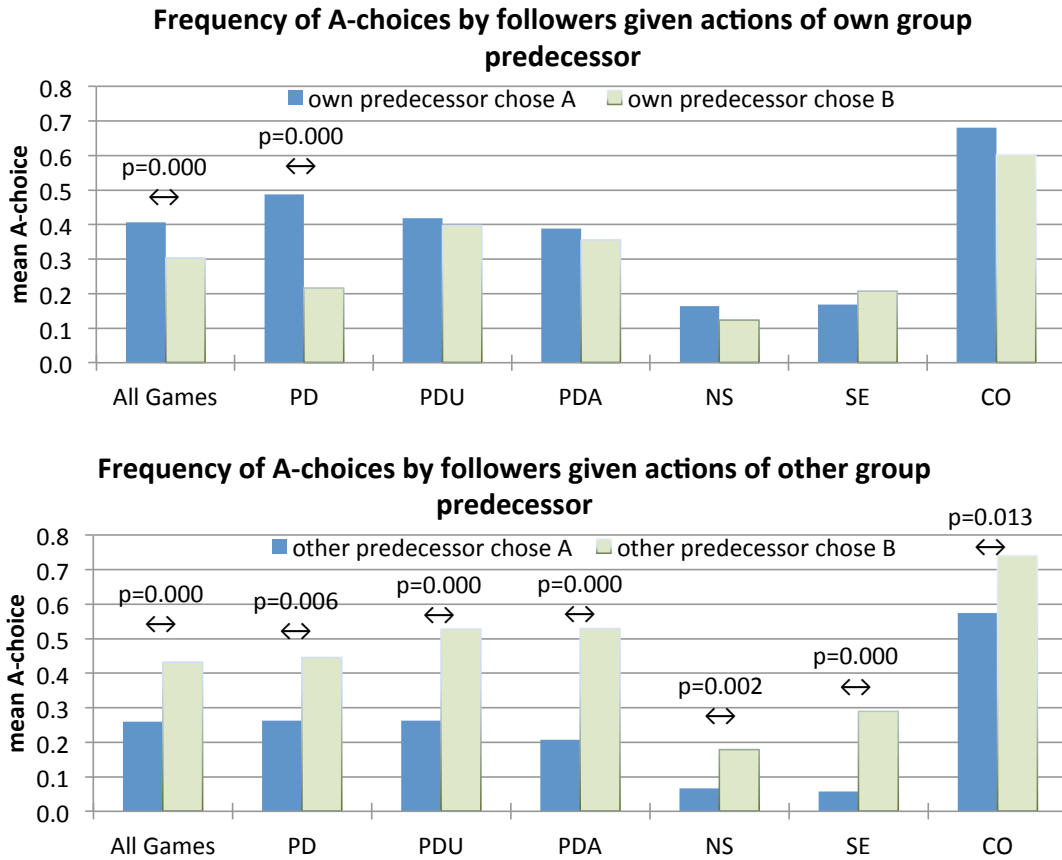 Frequency of A-choices by followers given actions of own group
predecessor
0.8
0.7
0.6
0.5
0.4
0.3
0.2
0.1
0.0
mean A-choice
own predecessor chose A own predecessor chose B
p=0.000
p=0.000
All Games PD PDU PDA NS SE CO
Frequency of A-choices by followers given actions of other group
predecessor
0.8
0.7
0.6
0.5
0.4
0.3
0.2
0.1
0.0
mean A-choice
other predecessor chose A other predecessor chose B
p=0.000
p=0.006
p=0.000
p=0.000
p=0.002
p=0.000
p=0.013
All Games PD PDU PDA NS SE CO